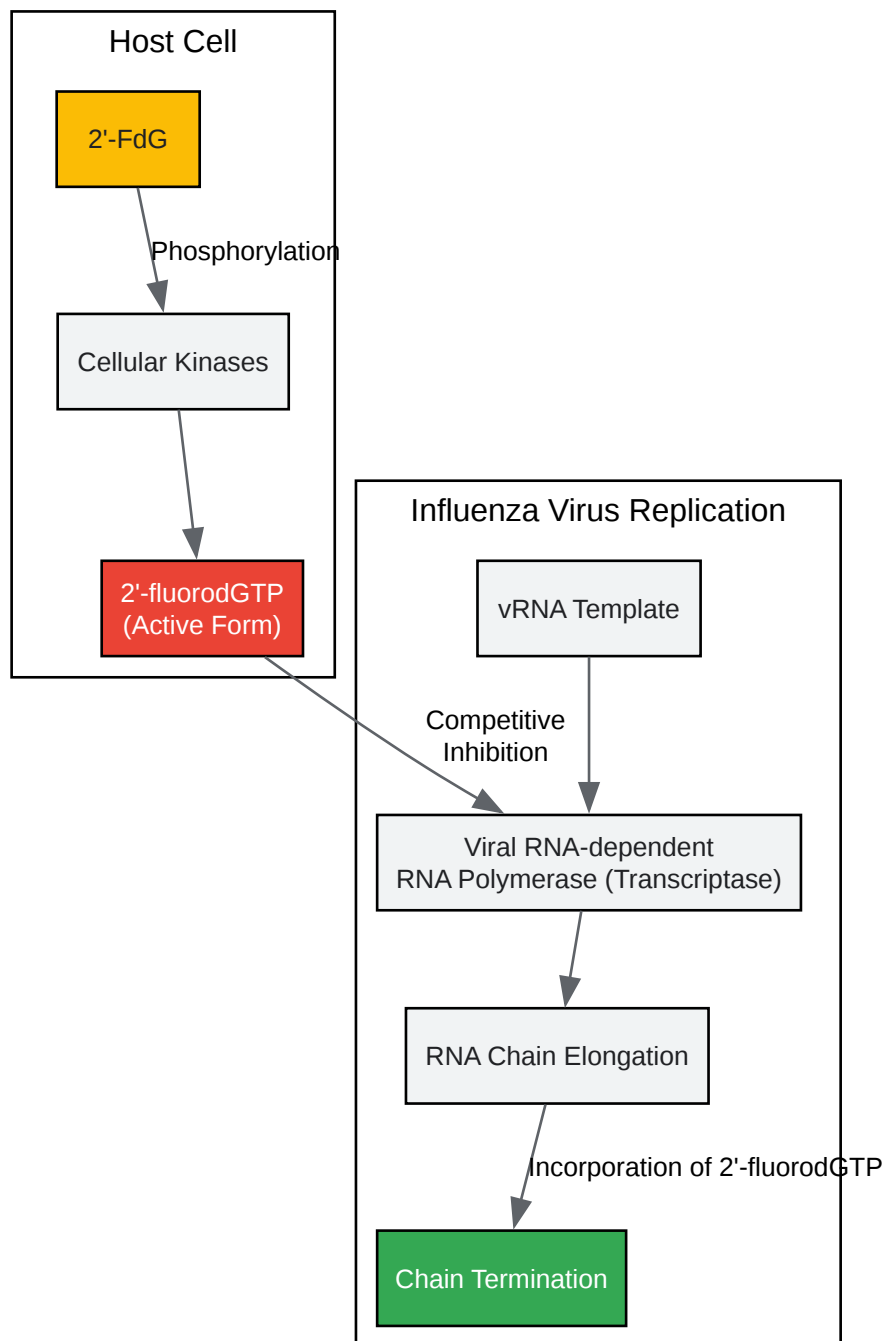 Host Cell
2'-FdG
Phosphorylation
Cellular Kinases
2'-fluorodGTP
(Active Form)
Influenza Virus Replication
vRNA Template
Competitive
Inhibition
Viral RNA-dependent
RNA Polymerase (Transcriptase)
RNA Chain Elongation
Incorporation of 2'-fluorodGTP
Chain Termination